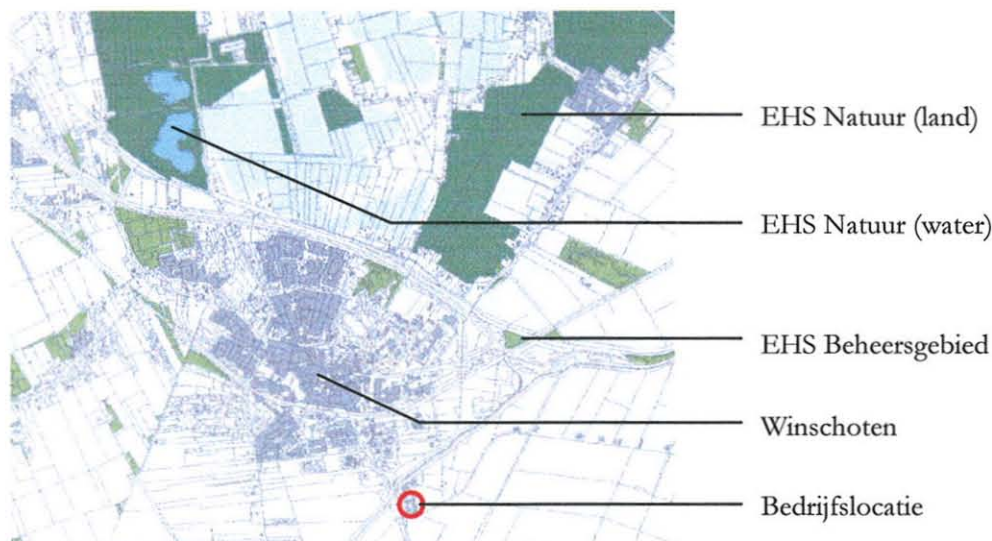 EHS Natuur (land)
EHS Natuur (water)
EHS Beheersgebied
Winschoten
Bedrijfslocatie